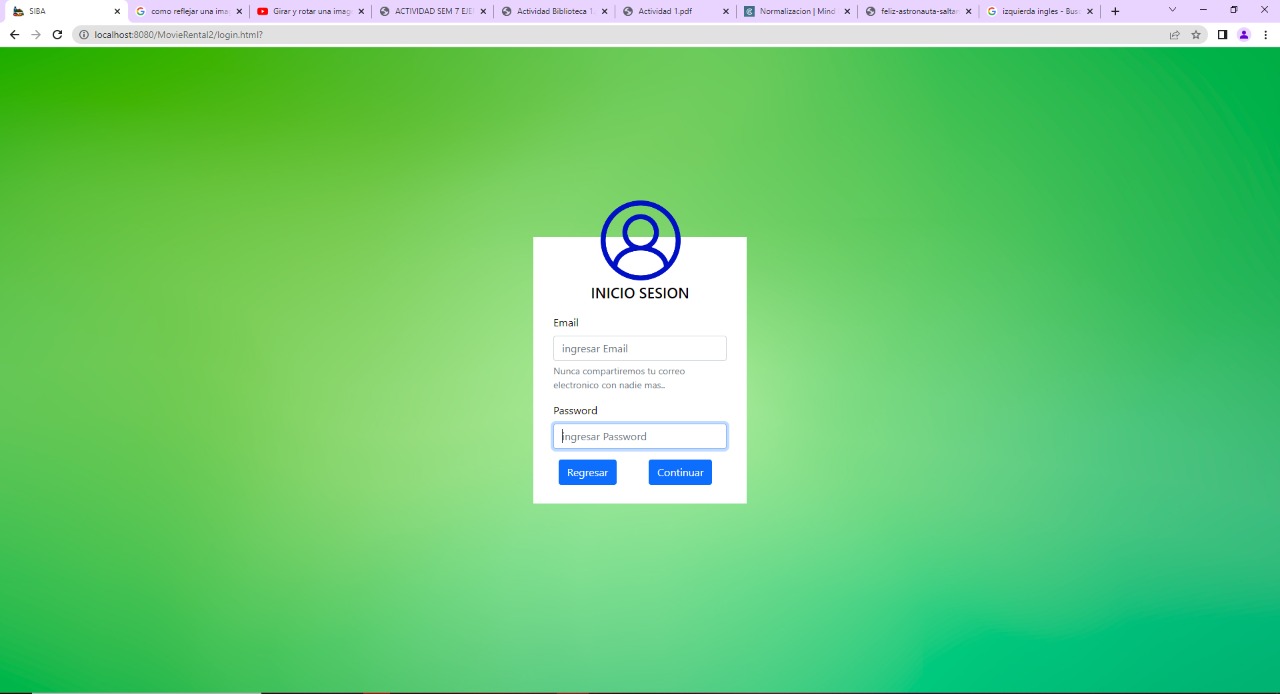 SIBA
como reflejar una ima
Girar y rotar una imag
ACTIVIDAD SEM 7 EJE
Actividad Biblioteca 1
Actividad 1.pdf
Normalizacion | Mind
feliz-astronauta-salta
izquierda ingles - Bus
localhost:8080/MovieRental2/login.html?
INICIO SESION
Email
ingresar Email
Nunca compartiremos tu correo
electronico con nadie mas..
Password
ingresar Password
Regresar Continuar